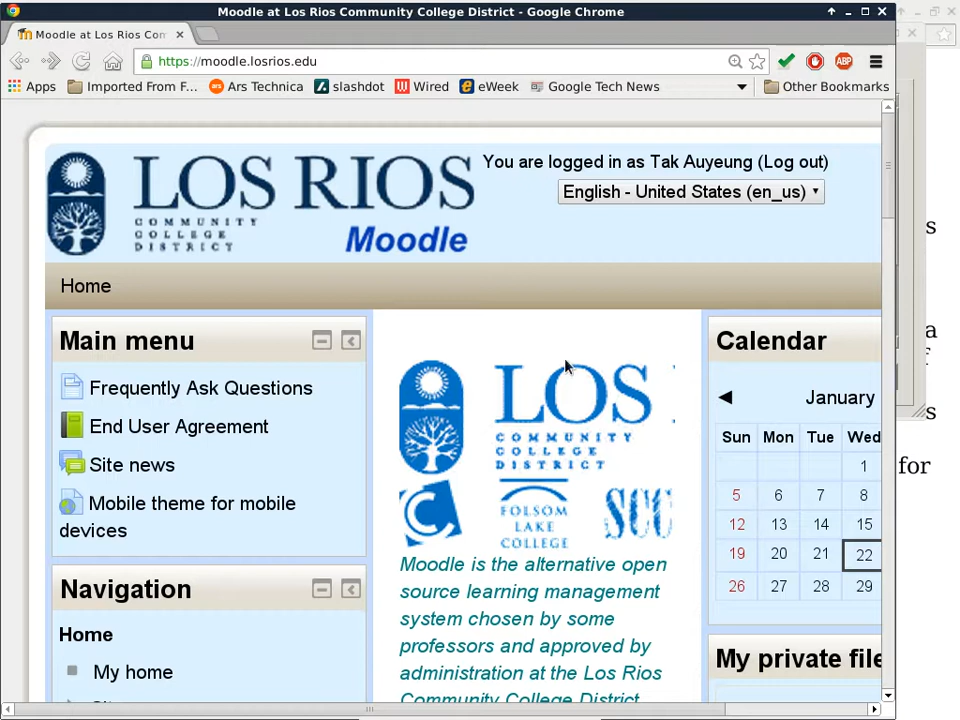 Moodle at Los Rios Community College District - Google Chrome
Moodle at Los Rios Com
https://moodle.losrios.edu
Apps Imported From F... Ars Technica slashdot Wired eWeek Google Tech News Other Bookmarks
ABP
LOS RIOS
COMMUNITY
COLLEGE
DISTRICT
Moodle
You are logged in as Tak Auyeung (Log out)
English - United States (en_us)
Home
Main menu
Frequently Ask Questions
End User Agreement
Site news
Mobile theme for mobile
devices
Navigation
Home
My home
LOS
COMMUNITY
COLLEGE
DISTRICT
FOLSOM
LAKE
COLLEGE
Moodle is the alternative open
source learning management
system chosen by some
professors and approved by
administration at the Los Rios
Community College District
Calendar
January
Sun Mon Tue Wed
1
5 6 7 8
12 13 14 15
19 20 21 22
26 27 28 29
My private file
s
a
f
s
for